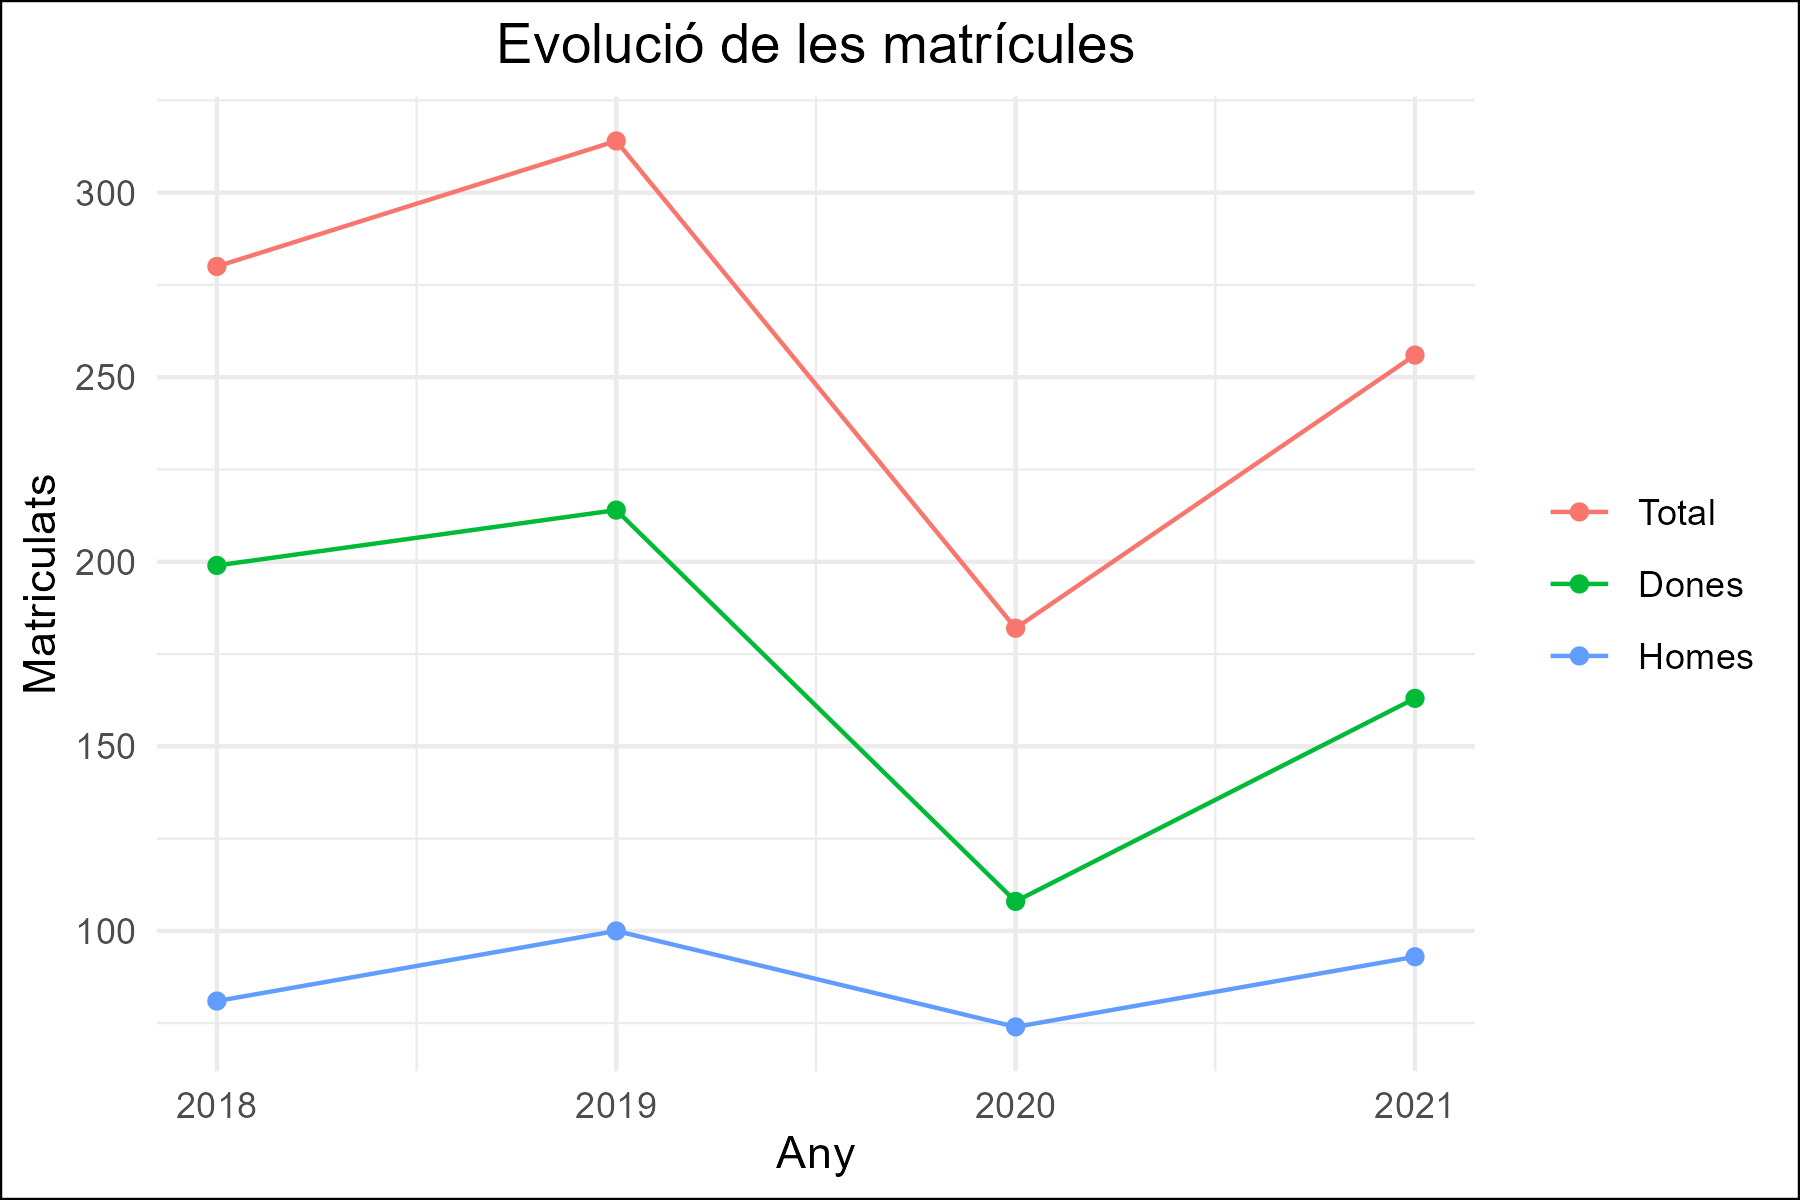 Evolució de les matrícules
Matriculats
300
250
200
150
100
2018
2019
2020
2021
Any
Total
Dones
Homes